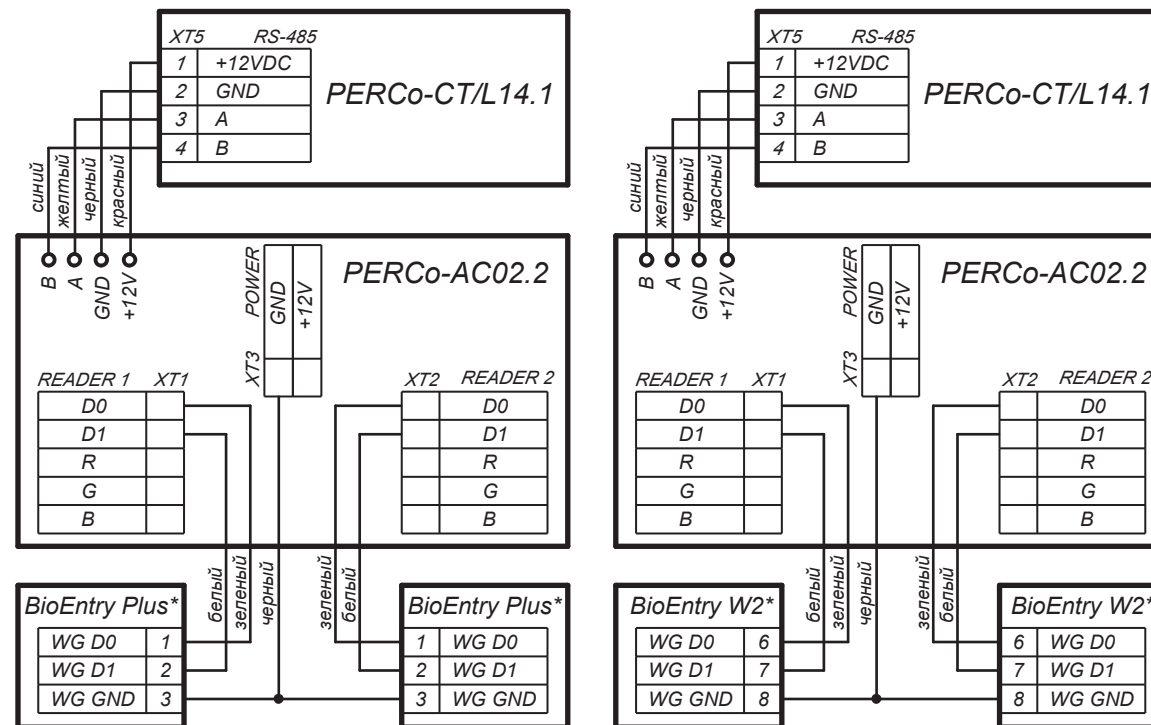 XT5 RS-485
1 +12VDC
2 GND
3 A
4 B
PERCo-CT/L14.1
синий
желтый
черный
красный
B
A
GND
+12V
XT3 POWER
GND
+12V
PERCo-AC02.2
READER 1 XT1
D0
D1
R
G
B
XT2 READER 2
D0
D1
R
G
B
белый
зеленый
черный
зеленый
белый
BioEntry Plus*
WG D0 1
WG D1 2
WG GND 3
BioEntry Plus*
1 WG D0
2 WG D1
3 WG GND
XT5 RS-485
1 +12VDC
2 GND
3 A
4 B
PERCo-CT/L14.1
синий
желтый
черный
красный
B
A
GND
+12V
XT3 POWER
GND
+12V
PERCo-AC02.2
READER 1 XT1
D0
D1
R
G
B
XT2 READER 2
D0
D1
R
G
B
белый
зеленый
черный
зеленый
белый
BioEntry W2*
WG D0 6
WG D1 7
WG GND 8
BioEntry W2*
6 WG D0
7 WG D1
8 WG GND